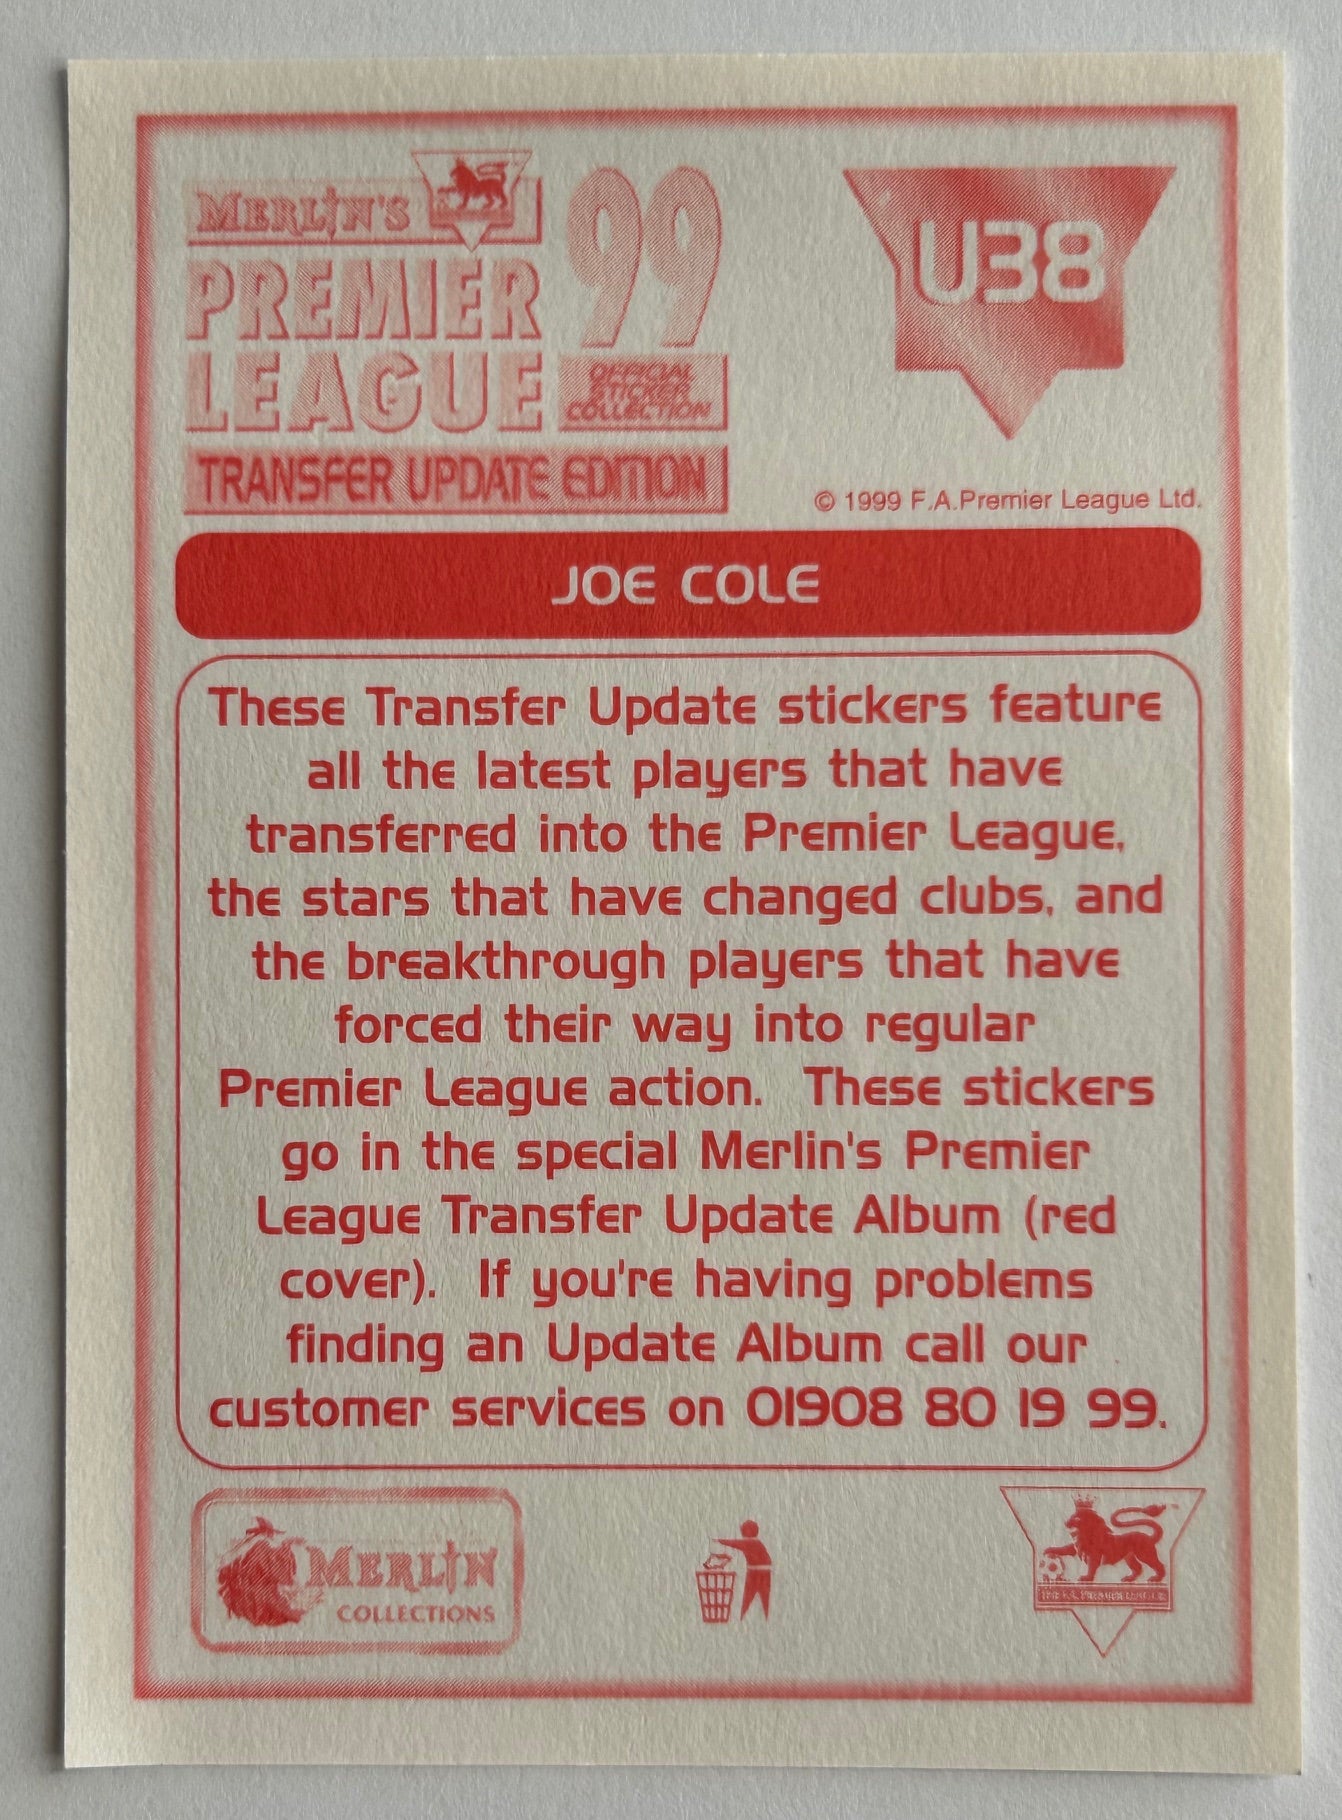 MERLIN'S
PREMIER
LEAGUE
99
OFFICIAL
STICKER
COLLECTION
TRANSFER UPDATE EDITION
U38
© 1999 F.A.Premier League Ltd.
JOE COLE
These Transfer Update stickers feature
all the latest players that have
transferred into the Premier League,
the stars that have changed clubs, and
the breakthrough players that have
forced their way into regular
Premier League action. These stickers
go in the special Merlin's Premier
League Transfer Update Album (red
cover). If you're having problems
finding an Update Album call our
customer services on 01908 80 19 99.
MERLIN
COLLECTIONS
THE F.A. PREMIER LEAGUE